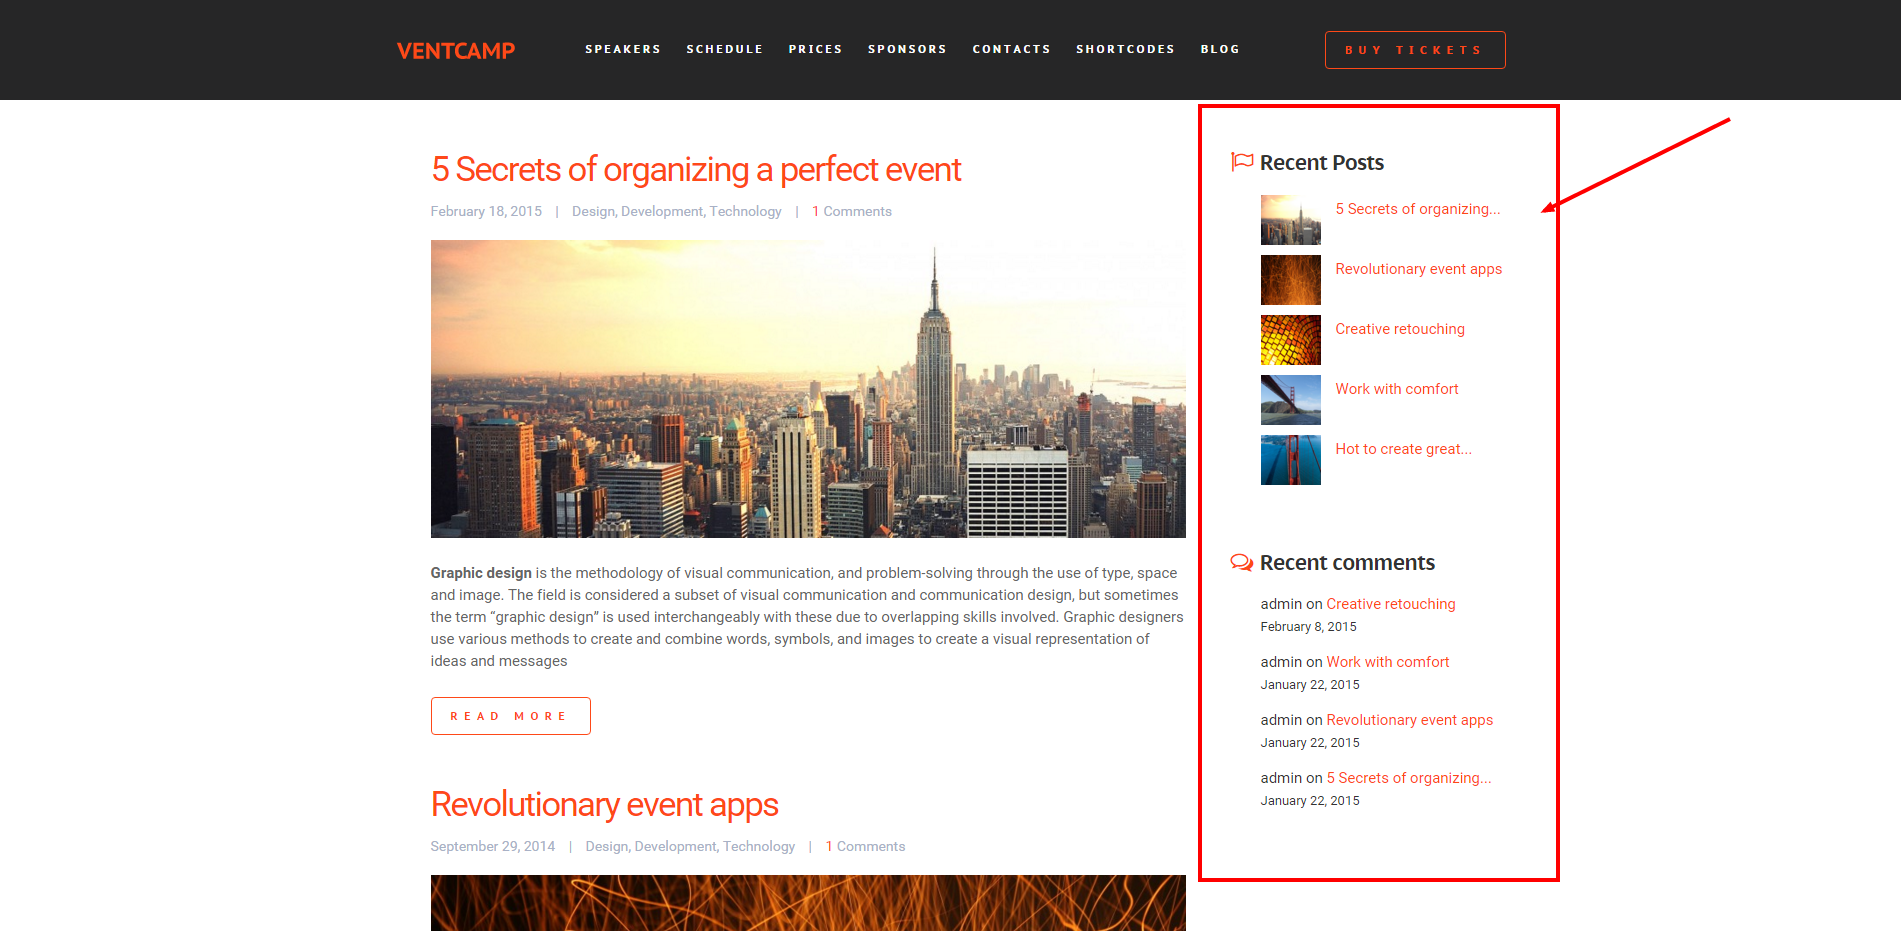 VENTCAMP
SPEAKERS SCHEDULE PRICES SPONSORS CONTACTS SHORTCODES BLOG
BUY TICKETS
5 Secrets of organizing a perfect event
February 18, 2015 | Design, Development, Technology | 1 Comments
Graphic design is the methodology of visual communication, and problem-solving through the use of type, space
and image. The field is considered a subset of visual communication and communication design, but sometimes
the term “graphic design” is used interchangeably with these due to overlapping skills involved. Graphic designers
use various methods to create and combine words, symbols, and images to create a visual representation of
ideas and messages
READ MORE
Revolutionary event apps
September 29, 2014 | Design, Development, Technology | 1 Comments
Recent Posts
5 Secrets of organizing...
Revolutionary event apps
Creative retouching
Work with comfort
Hot to create great...
Recent comments
admin on Creative retouching
February 8, 2015
admin on Work with comfort
January 22, 2015
admin on Revolutionary event apps
January 22, 2015
admin on 5 Secrets of organizing...
January 22, 2015